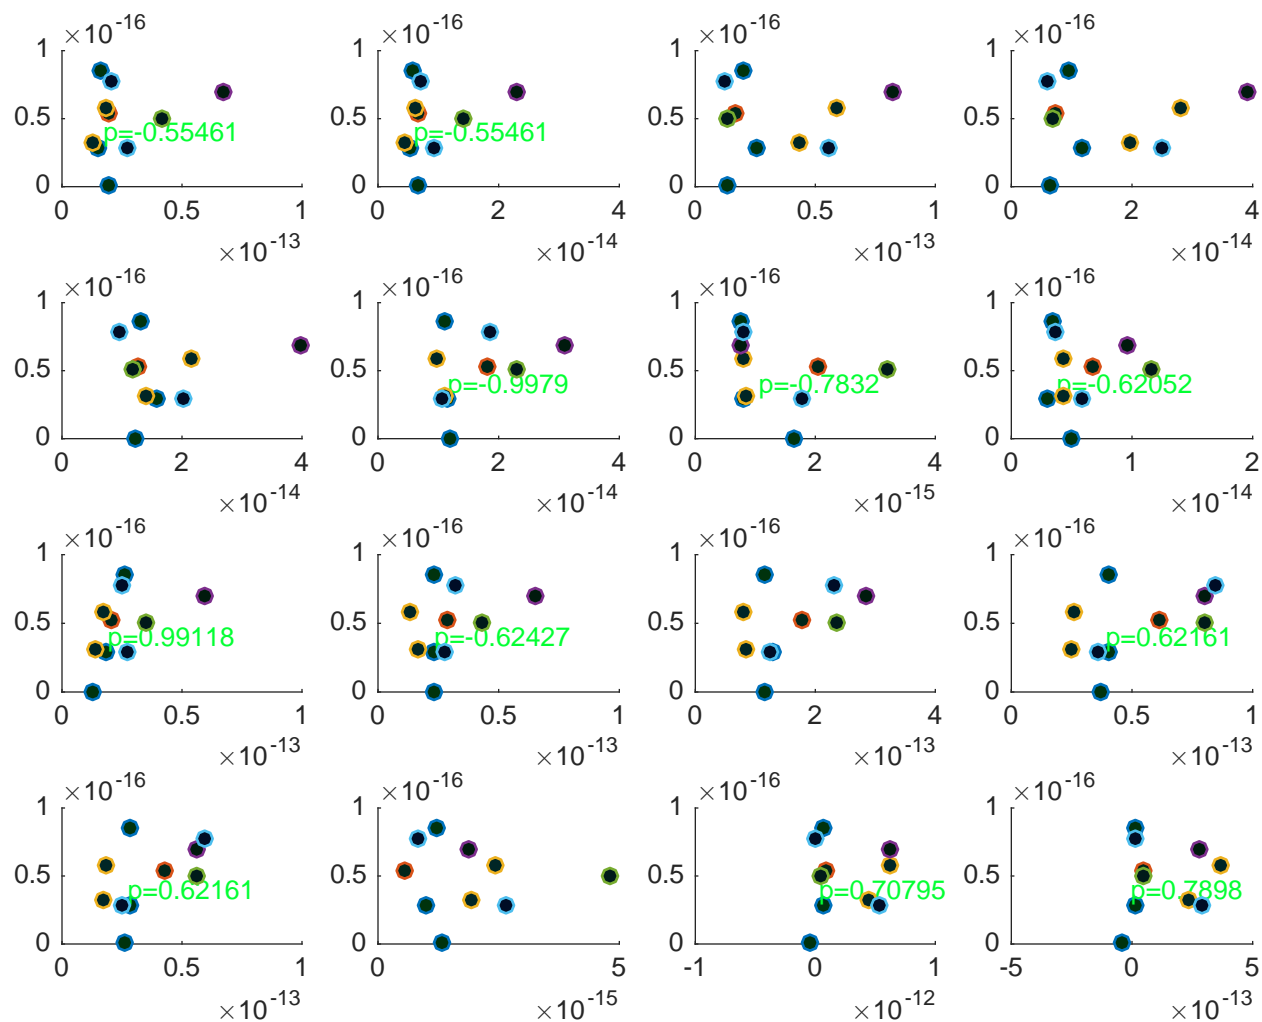 ×10-16 ×10-16 ×10-16 ×10-16
1 1 1 1
0.5 0.5 0.5 0.5
p=-0.55461 p=-0.55461
0 0 0 0
0 0.5 1 0 2 4 0 0.5 1 0 2 4
×10-13 ×10-14 ×10-13 ×10-14
×10-16 ×10-16 ×10-16 ×10-16
1 1 1 1
0.5 0.5 0.5 0.5
p=-0.9979 p=-0.7832 p=-0.62052
0 0 0 0
0 2 4 0 2 4 0 2 4 0 1 2
×10-14 ×10-14 ×10-15 ×10-14
×10-16 ×10-16 ×10-16 ×10-16
1 1 1 1
0.5 0.5 0.5 0.5
p=0.99118 p=-0.62427 p=0.62161
0 0 0 0
0 0.5 1 0 0.5 1 0 2 4 0 0.5 1
×10-13 ×10-13 ×10-13 ×10-13
×10-16 ×10-16 ×10-16 ×10-16
1 1 1 1
0.5 0.5 0.5 0.5
p=0.62161 p=0.70795 p=0.7898
0 0 0 0
0 0.5 1 0 5 -1 0 1 -5 0 5
×10-13 ×10-15 ×10-12 ×10-13